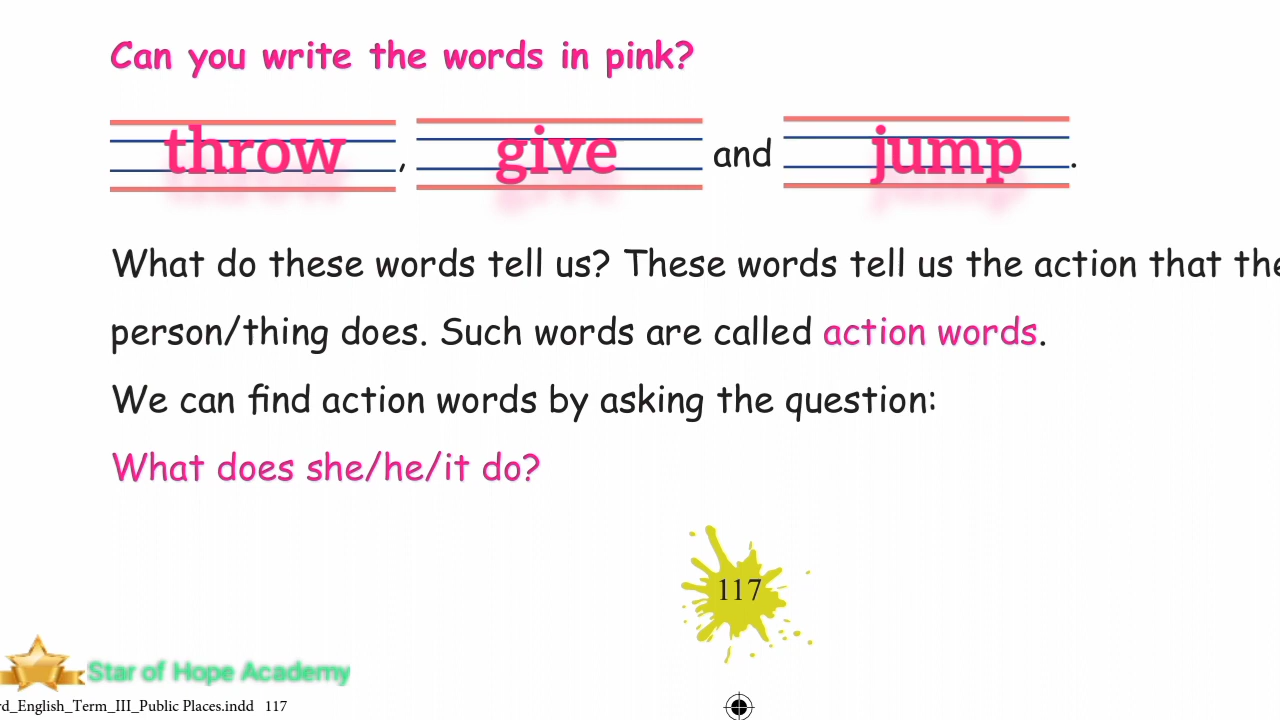 Can you write the words in pink?
throw, give and jump.
What do these words tell us? These words tell us the action that the
person/thing does. Such words are called action words.
We can find action words by asking the question:
What does she/he/it do?
117
Star of Hope Academy
rd_English_Term_III_Public Places.indd 117